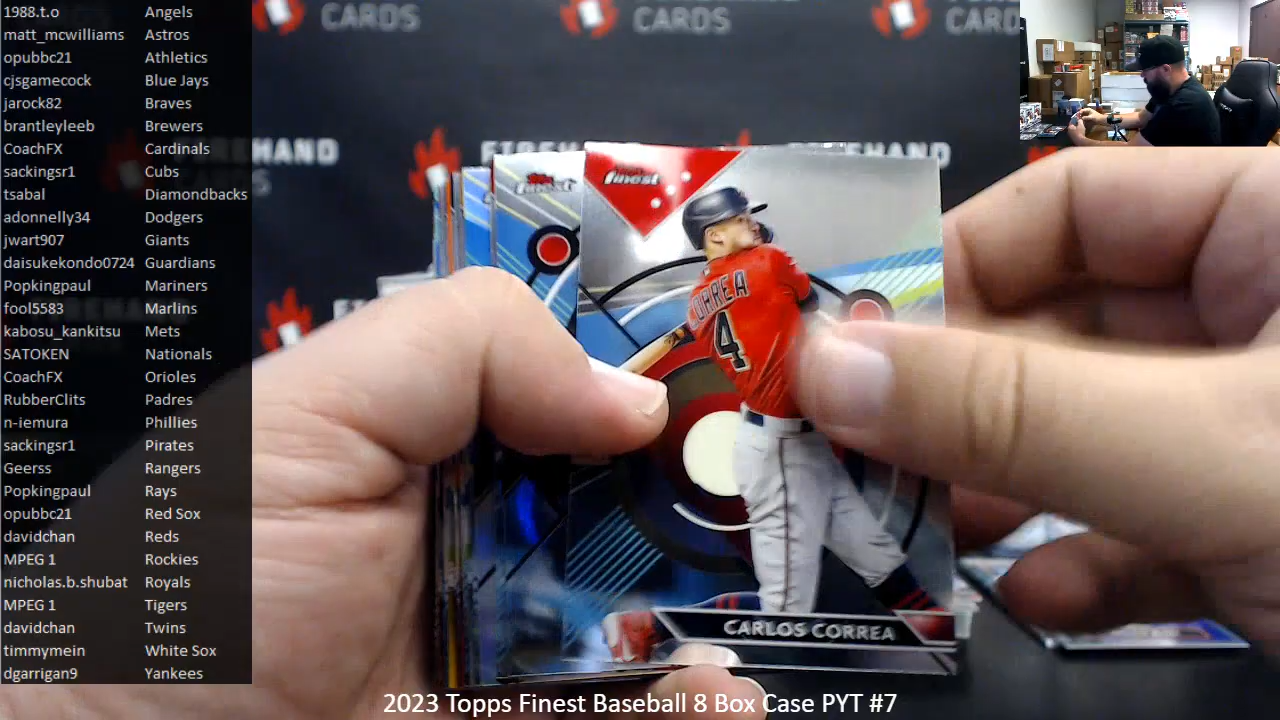 1988.t.o Angels
matt_mcwilliams Astros
opubbc21 Athletics
cjsgamecock Blue Jays
jarock82 Braves
brantleyleeb Brewers
CoachFX Cardinals
sackingsr1 Cubs
tsabal Diamondbacks
adonnelly34 Dodgers
jwart907 Giants
daisukekondo0724 Guardians
Popkingpaul Mariners
fool5583 Marlins
kabosu_kankitsu Mets
SATOKEN Nationals
CoachFX Orioles
RubberClits Padres
n-iemura Phillies
sackingsr1 Pirates
Geerss Rangers
Popkingpaul Rays
opubbc21 Red Sox
davidchan Reds
MPEG 1 Rockies
nicholas.b.shubat Royals
MPEG 1 Tigers
davidchan Twins
timmymein White Sox
dgarrigan9 Yankees
CARDS
CARDS
CARD
HAND
FIREHAND
Finest
Finest
CORREA
4
CARLOS CORREA
2023 Topps Finest Baseball 8 Box Case PYT #7